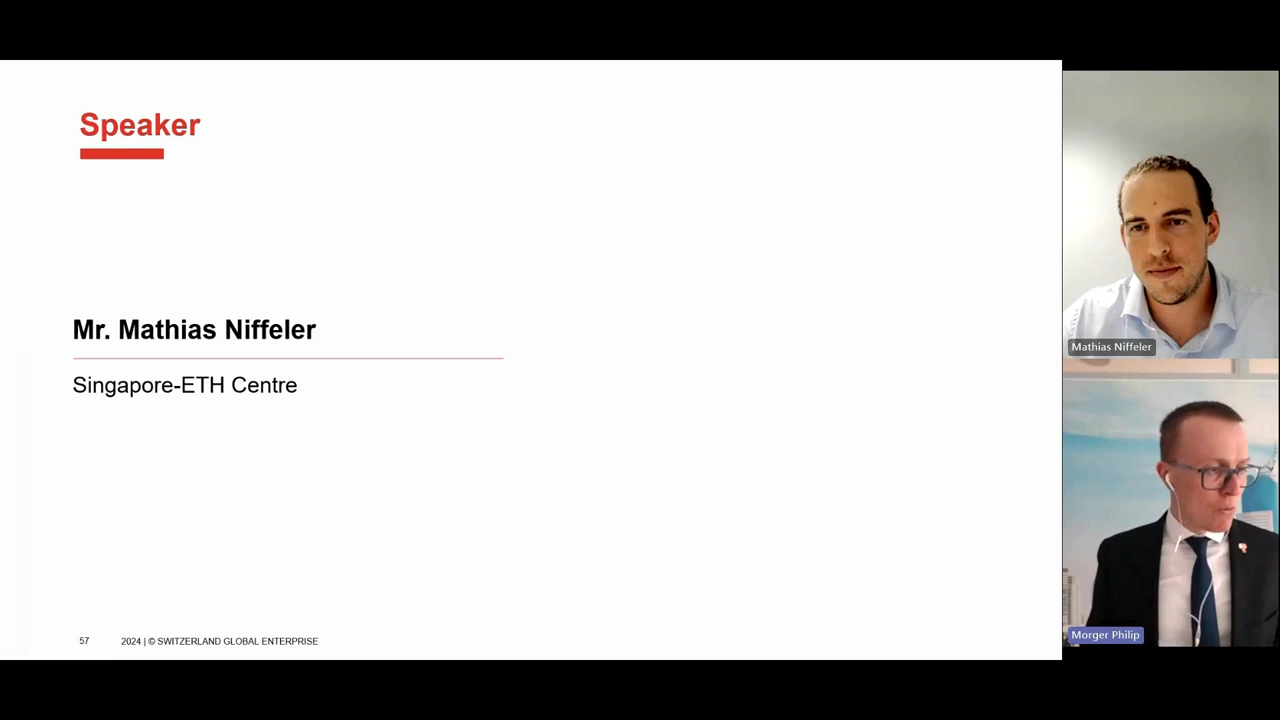 Speaker
Mr. Mathias Niffeler
Singapore-ETH Centre
57 2024 | © SWITZERLAND GLOBAL ENTERPRISE
Mathias Niffeler
Morger Philip